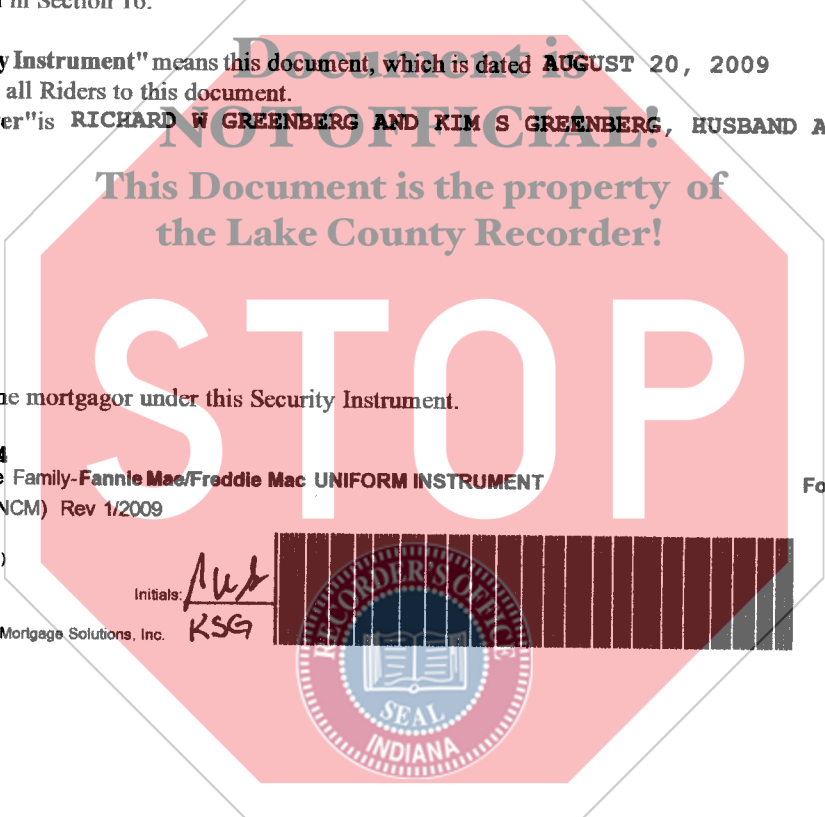 in Section 16.
y Instrument" means this document, which is dated AUGUST 20, 2009
all Riders to this document.
er" is RICHARD W GREENBERG AND KIM S GREENBERG, HUSBAND A
Document is
NOT OFFICIAL!
This Document is the property of
the Lake County Recorder!
STOP
e mortgagor under this Security Instrument.
4
e Family-Fannie Mae/Freddie Mac UNIFORM INSTRUMENT
Fo
NCM) Rev 1/2009
)
Initials:
KSG
Mortgage Solutions, Inc.
RECORDER'S OFFICE
SEAL
INDIANA